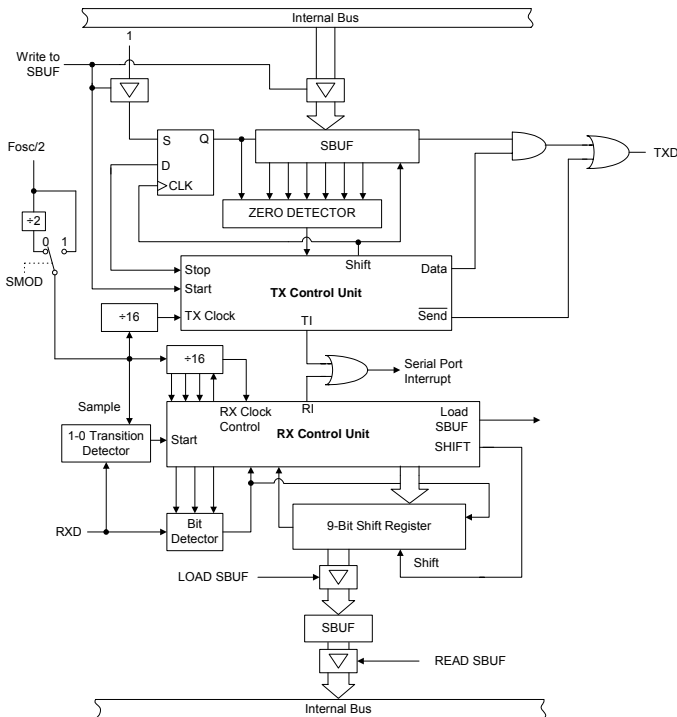 Internal Bus
1
Write to
SBUF
S
Q
D
CLK
SBUF
TXD
Fosc/2
÷2
0 1
SMOD
ZERO DETECTOR
Shift
Stop
Start
TX Clock
TX Control Unit
Data
Send
TI
÷16
÷16
Serial Port
Interrupt
Sample
RX Clock
Control
RI
Load
SBUF
1-0 Transition
Detector
Start
RX Control Unit
SHIFT
RXD
Bit
Detector
9-Bit Shift Register
Shift
LOAD SBUF
SBUF
READ SBUF
Internal Bus